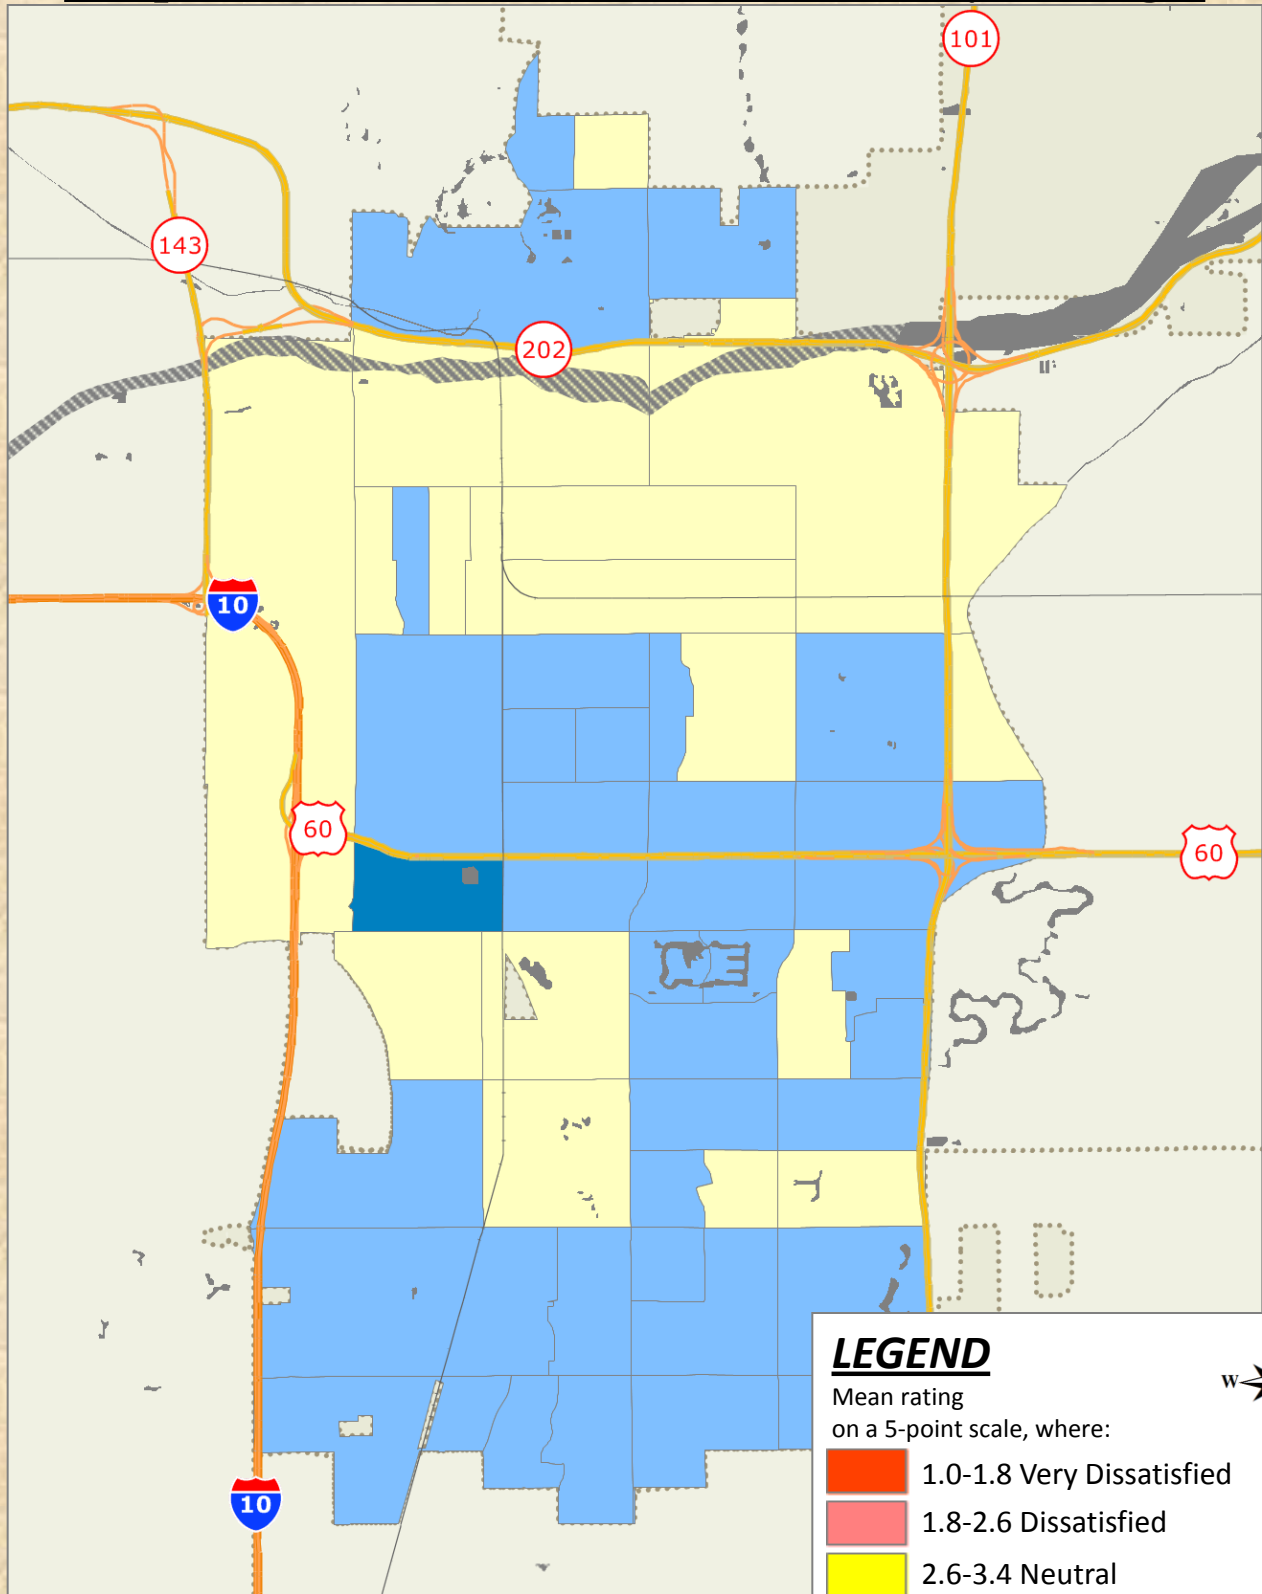 101
143
202
10
60
60
10
LEGEND
Mean rating
on a 5-point scale, where:
W
1.0-1.8 Very Dissatisfied
1.8-2.6 Dissatisfied
2.6-3.4 Neutral